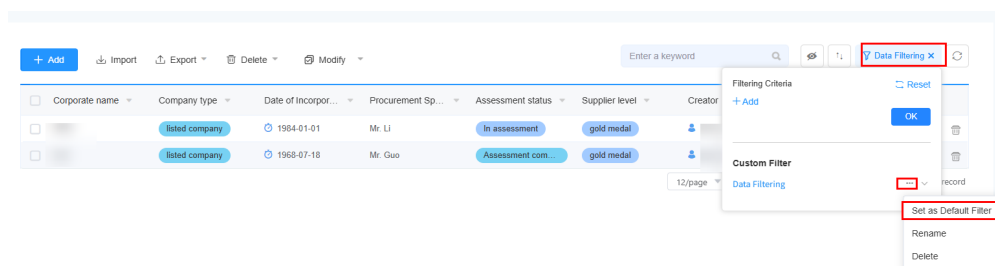 + Add
Import
Export
Delete
Modify
Enter a keyword
Data Filtering ×
Corporate name
Company type
Date of Incorpor...
Procurement Sp...
Assessment status
Supplier level
Creator
listed company
1984-01-01
Mr. Li
In assessment
gold medal
listed company
1968-07-18
Mr. Guo
Assessment com...
gold medal
12/page
record
Filtering Criteria
Reset
+ Add
OK
Custom Filter
Data Filtering
...
Set as Default Filter
Rename
Delete